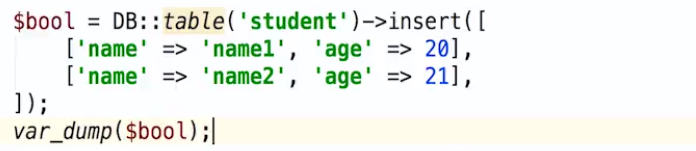 $bool = DB::table('student')->insert([
    ['name' => 'name1', 'age' => 20],
    ['name' => 'name2', 'age' => 21],
]);
var_dump($bool);